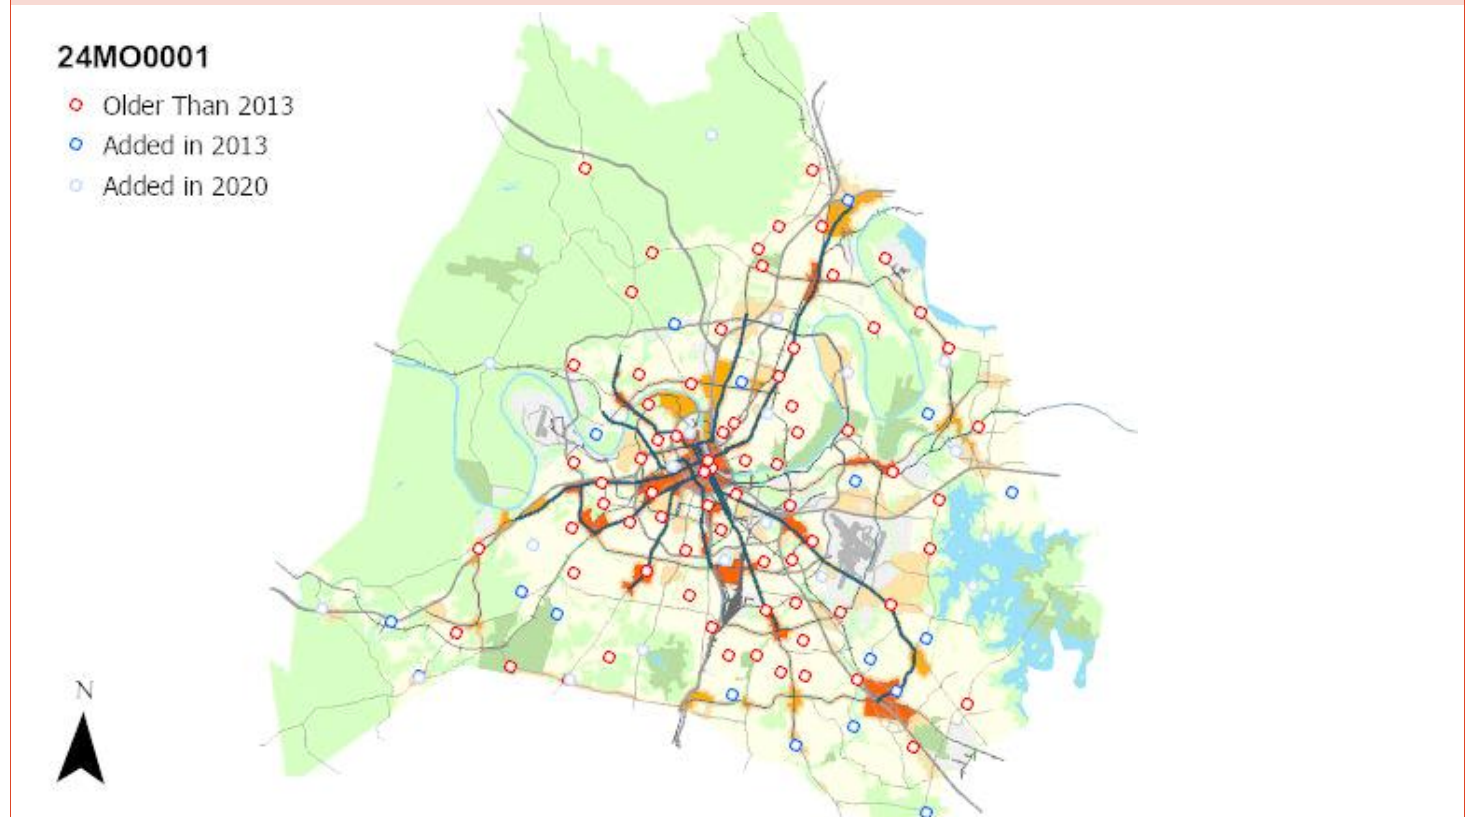 24MO0001
Older Than 2013
Added in 2013
Added in 2020
N